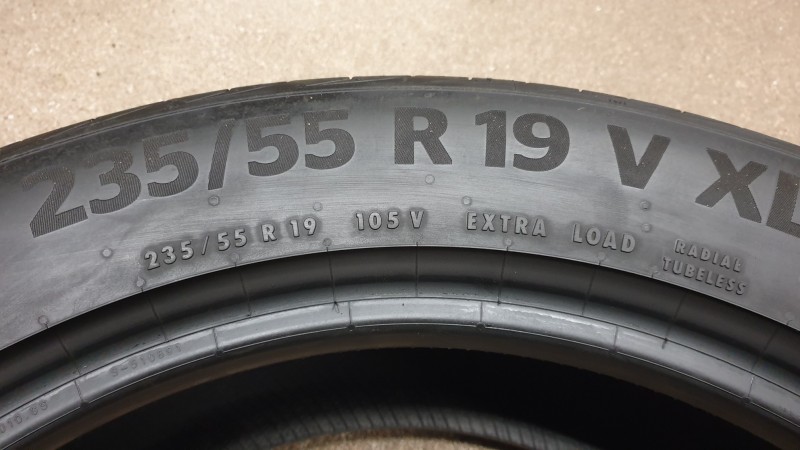 235/55 R 19 V XL
235/55 R 19 105 V EXTRA LOAD RADIAL
TUBELESS